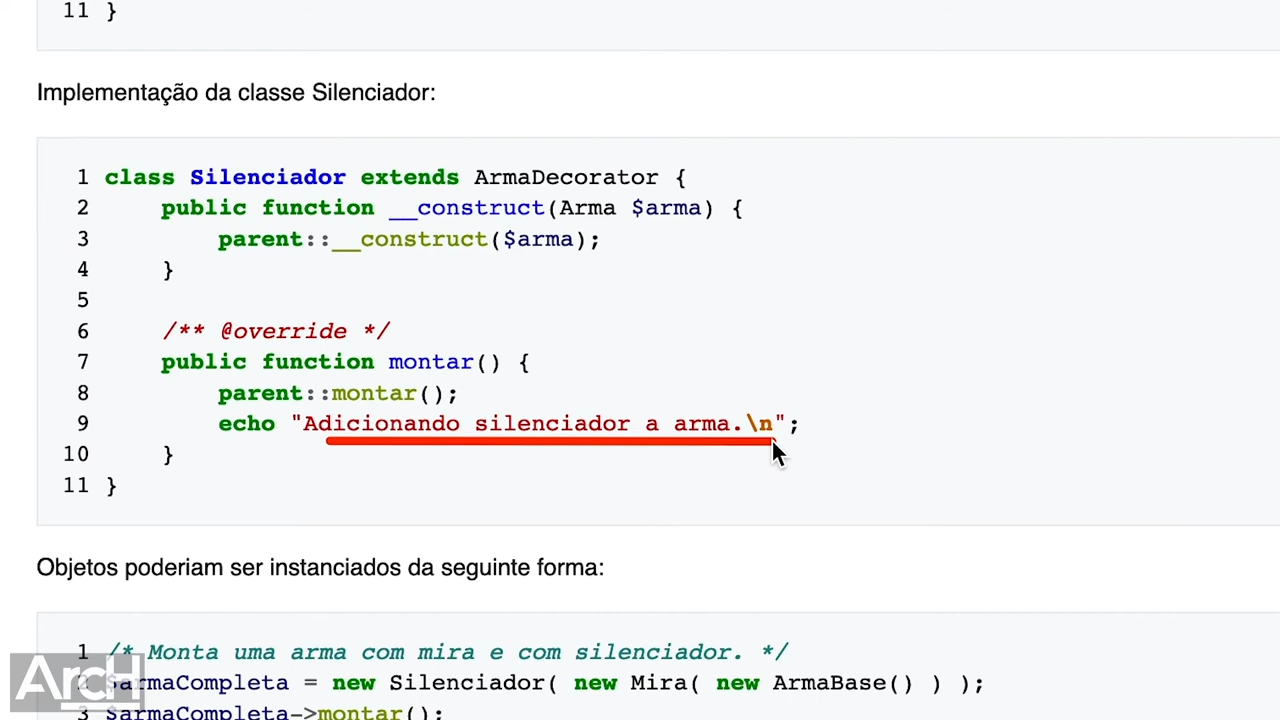 11 }
Implementação da classe Silenciador:
1 class Silenciador extends ArmaDecorator {
2 public function __construct(Arma $arma) {
3 parent::__construct($arma);
4 }
5
6 /** @override */
7 public function montar() {
8 parent::montar();
9 echo "Adicionando silenciador a arma.\n";
10 }
11 }
Objetos poderiam ser instanciados da seguinte forma:
1 /* Monta uma arma com mira e com silenciador. */
2 $armaCompleta = new Silenciador( new Mira( new ArmaBase() ) );
3 $armaCompleta->montar();
ArcH